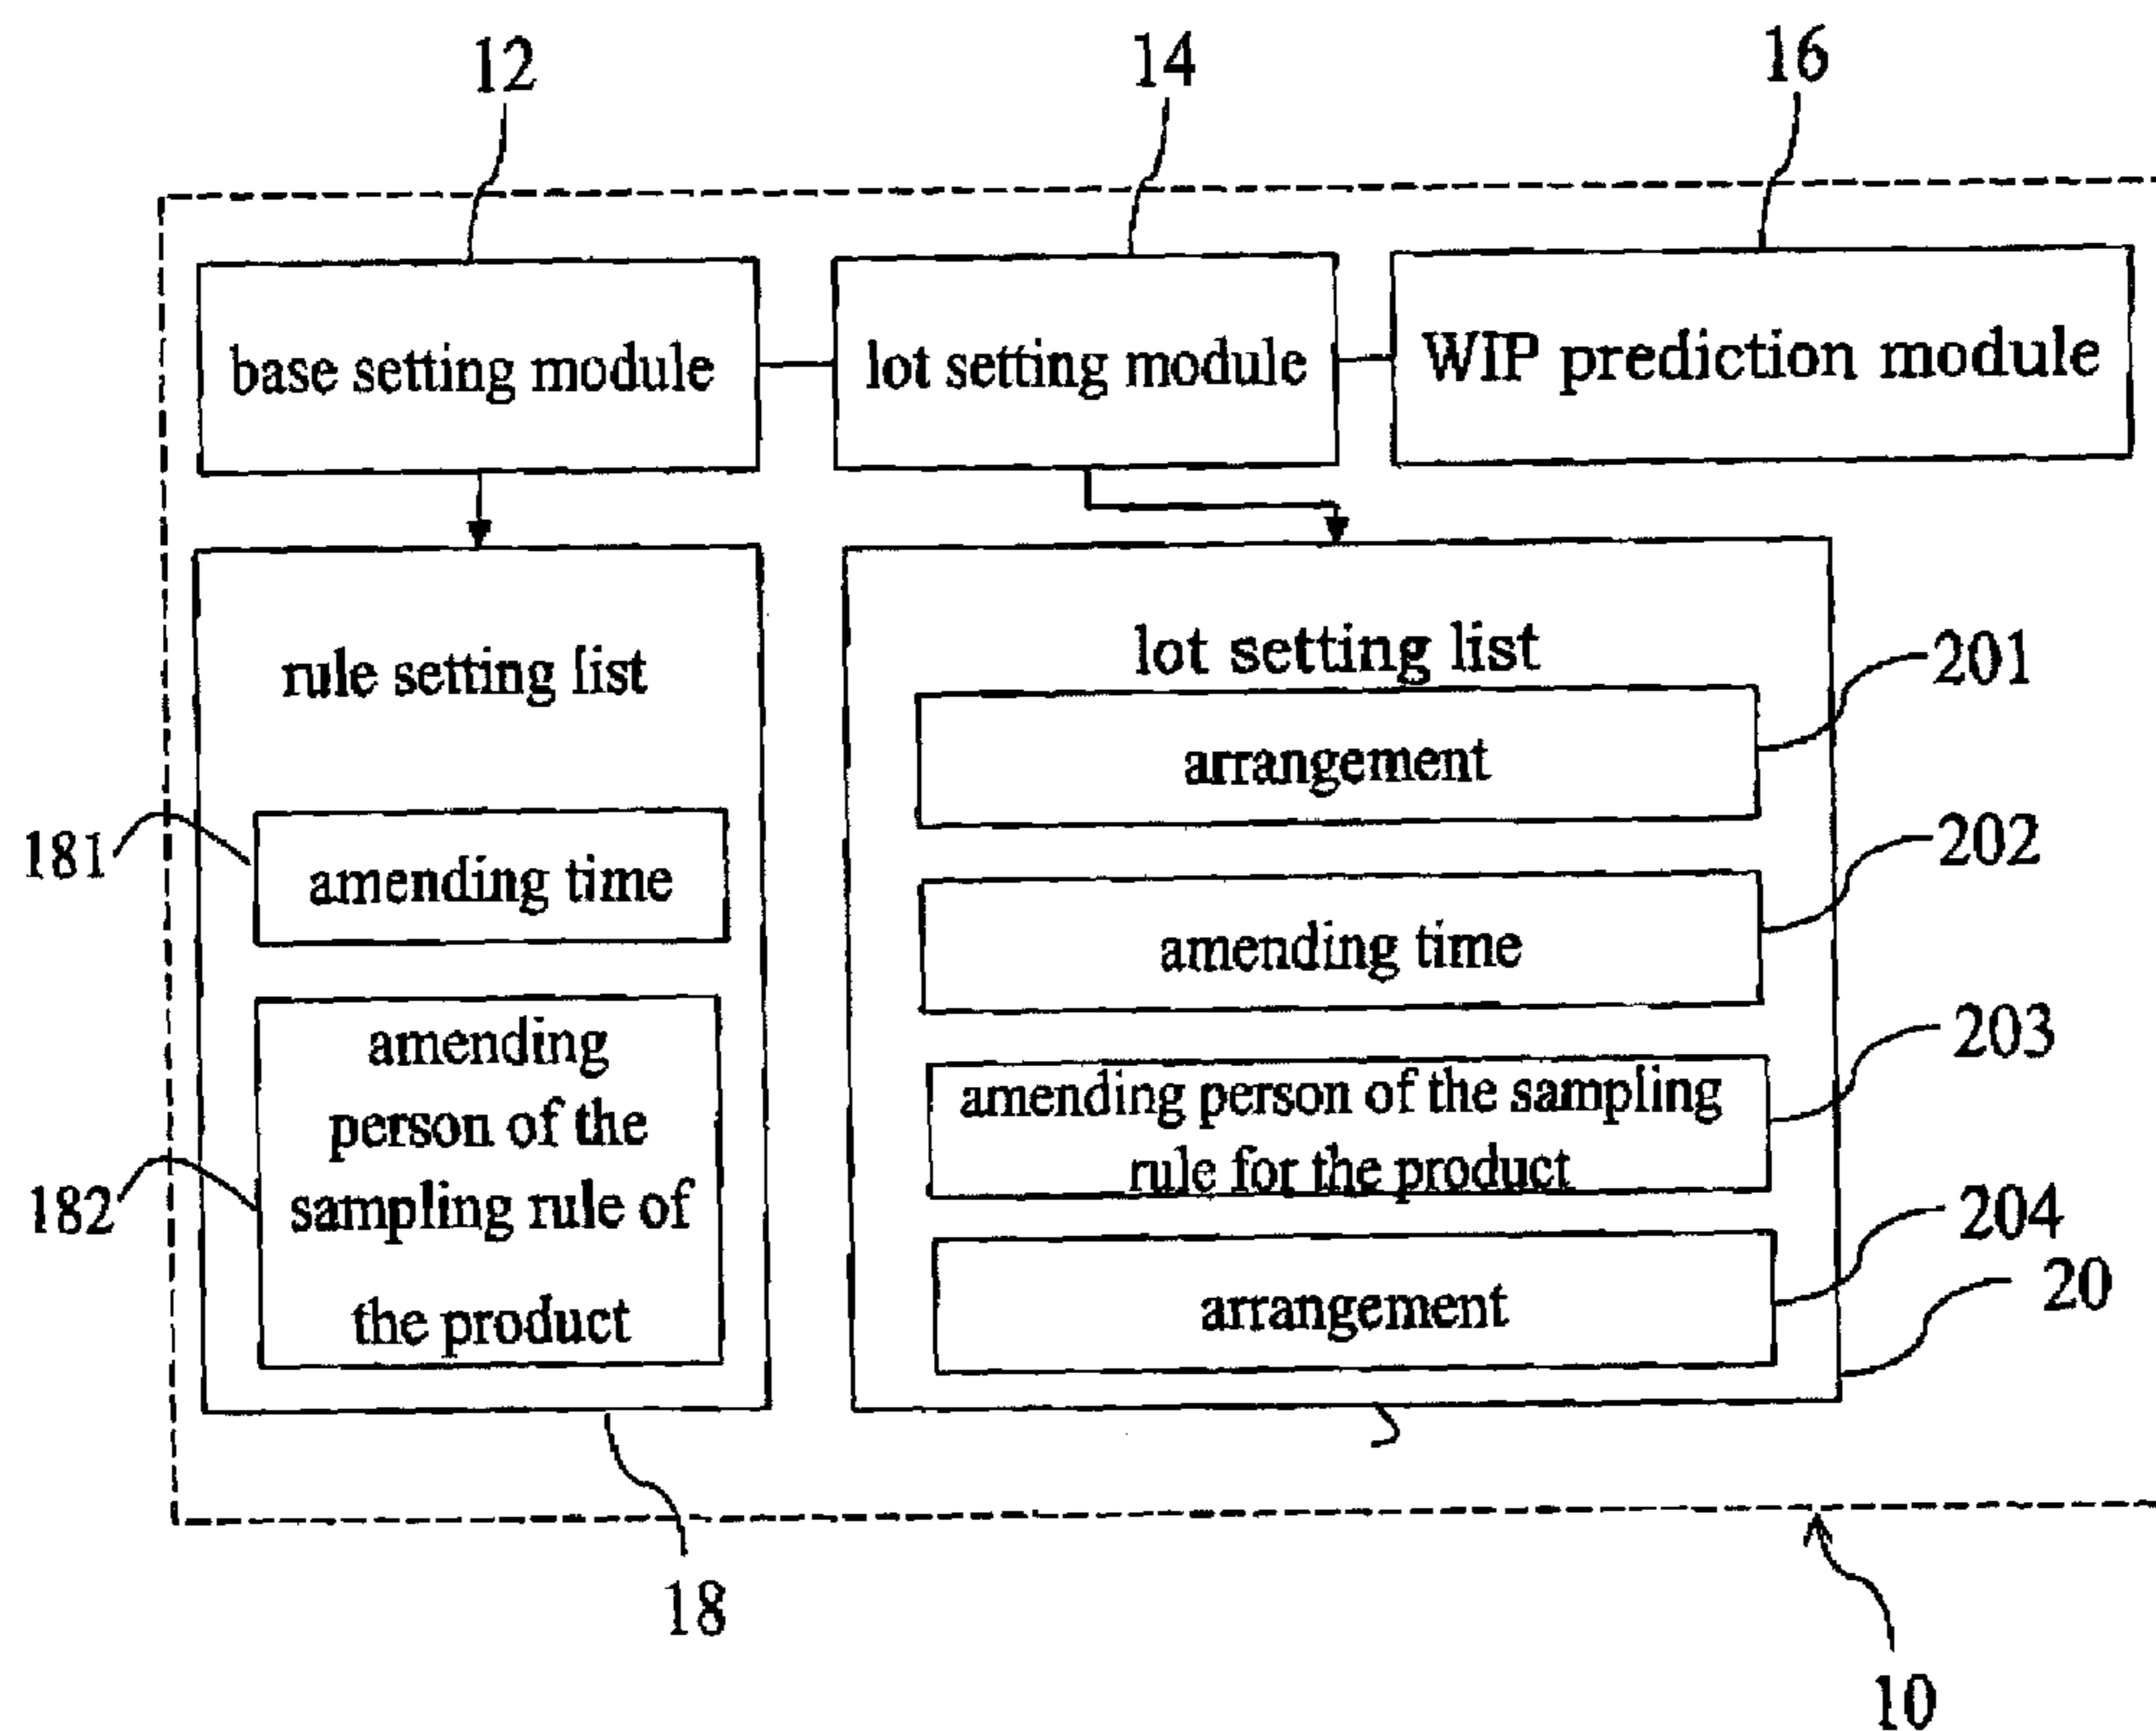 12
14
16
base setting module
lot setting module
WIP prediction module
rule setting list
lot setting list
201
arrangement
181
amending time
202
amending time
amending
person of the
sampling rule of
the product
182
203
amending person of the sampling
rule for the product
204
arrangement
20
18
10